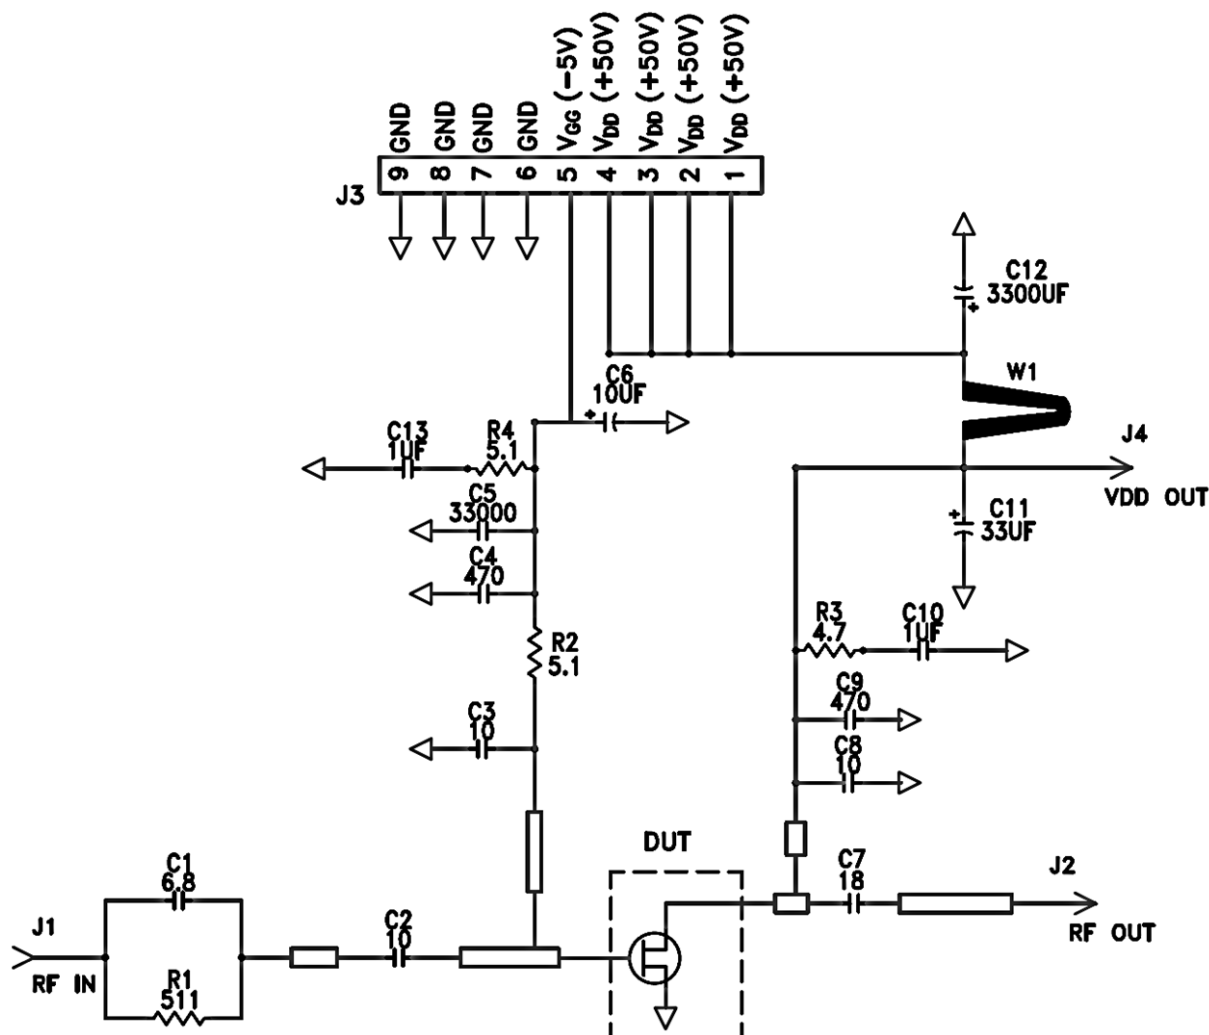 GND
GND
GND
GND
VGG (-5V)
VDD (+50V)
VDD (+50V)
VDD (+50V)
VDD (+50V)
J3
9 8 7 6 5 4 3 2 1
C12
3300UF
W1
C6
10UF
J4
VDD OUT
C13
1UF
R4
5.1
C5
33000
C11
33UF
C4
470
R3
4.7
C10
1UF
R2
5.1
C9
470
C3
10
C8
10
DUT
C1
6.8
C7
18
J2
RF OUT
J1
RF IN
C2
10
R1
511
+
+
+